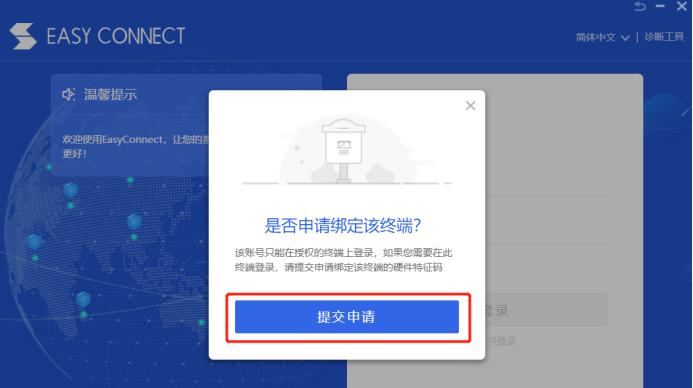 EASY CONNECT
简体中文 | 诊断工具
温馨提示
欢迎使用EasyConnect，让您的
更好！
是否申请绑定该终端？
该账号只能在授权的终端上登录，如果您需要在此
终端登录，请提交申请绑定该终端的硬件特征码
提交申请
登录
书登录